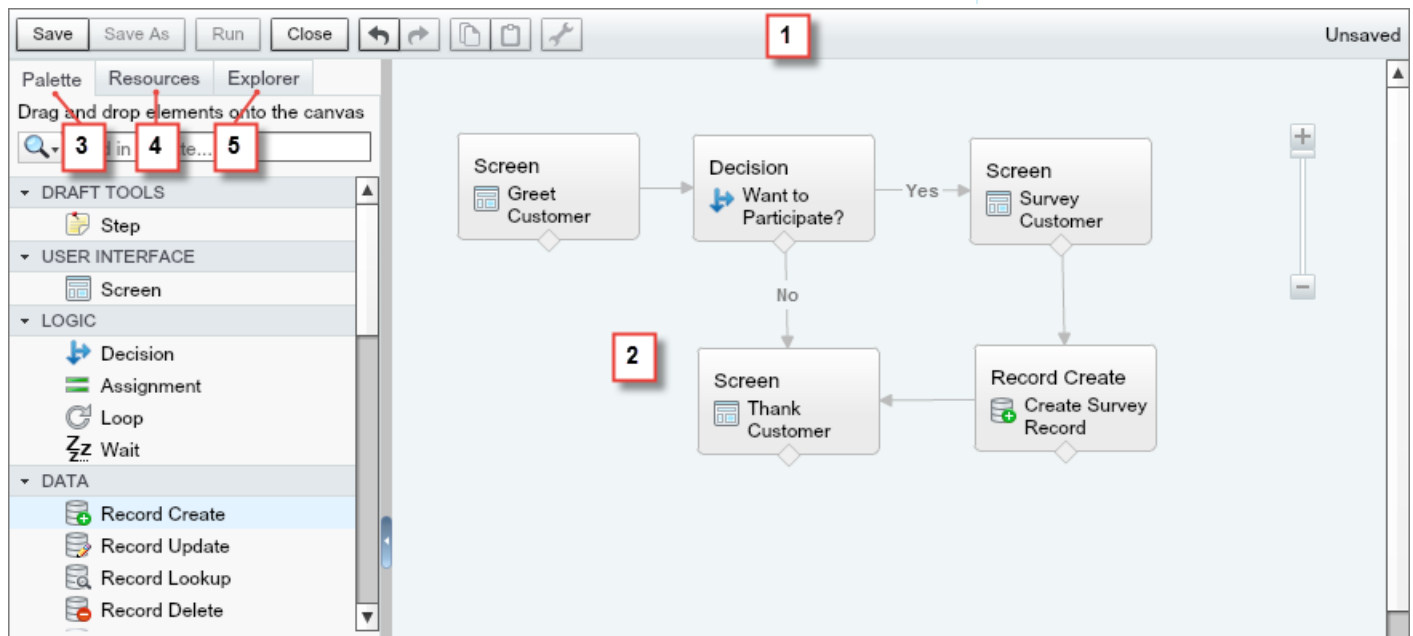 Save Save As Run Close 1 Unsaved
Palette Resources Explorer
Drag and drop elements onto the canvas
3 d in 4 te... 5
DRAFT TOOLS
Step
USER INTERFACE
Screen
LOGIC
Decision
Assignment
Loop
Wait
DATA
Record Create
Record Update
Record Lookup
Record Delete
Screen
Greet
Customer
Decision
Want to
Participate?
Yes
Screen
Survey
Customer
No
2
Screen
Thank
Customer
Record Create
Create Survey
Record